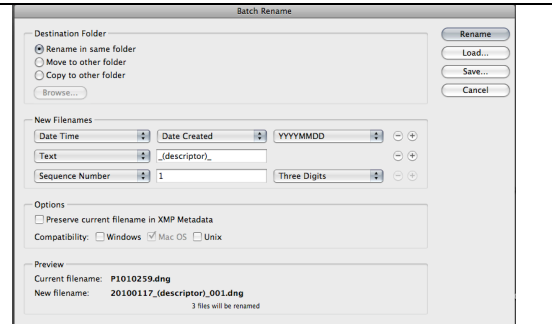 Batch Rename
Destination Folder
Rename in same folder
Move to other folder
Copy to other folder
Browse...
Rename
Load...
Save...
Cancel
New Filenames
Date Time Date Created YYYYMMDD
Text _(descriptor)_
Sequence Number 1 Three Digits
Options
Preserve current filename in XMP Metadata
Compatibility: Windows Mac OS Unix
Preview
Current filename: P1010259.dng
New filename: 20100117_(descriptor)_001.dng
3 files will be renamed